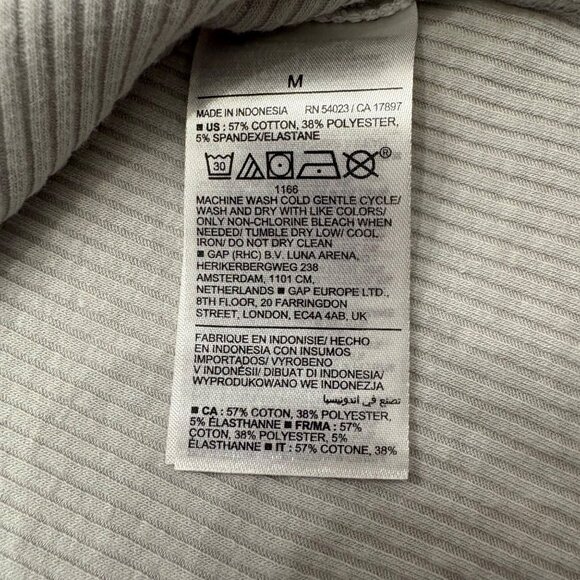 M
MADE IN INDONESIA RN 54023 / CA 17897
■ US : 57% COTTON, 38% POLYESTER,
5% SPANDEX/ELASTANE
30 ®
1166
MACHINE WASH COLD GENTLE CYCLE/
WASH AND DRY WITH LIKE COLORS/
ONLY NON-CHLORINE BLEACH WHEN
NEEDED/ TUMBLE DRY LOW/ COOL
IRON/ DO NOT DRY CLEAN
■ GAP (RHC) B.V. LUNA ARENA,
HERIKERBERGWEG 238
AMSTERDAM, 1101 CM,
NETHERLANDS ■ GAP EUROPE LTD.,
8TH FLOOR, 20 FARRINGDON
STREET, LONDON, EC4A 4AB, UK
FABRIQUE EN INDONISIE/ HECHO
EN INDONESIA CON INSUMOS
IMPORTADOS/ VYROBENO
V INDONÉSII/ DIBUAT DI INDONESIA/
WYPRODUKOWANO WE INDONEZJA
تصنع في اندونيسيا
■ CA : 57% COTON, 38% POLYESTER,
5% ÉLASTHANNE ■ FR/MA : 57%
COTON, 38% POLYESTER, 5%
ÉLASTHANNE ■ IT : 57% COTONE, 38%